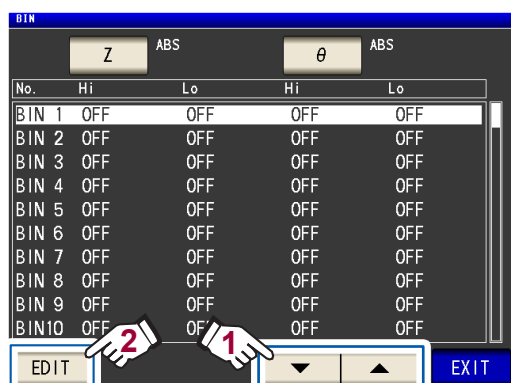 BIN
Z ABS θ ABS
No. Hi Lo Hi Lo
BIN 1 OFF OFF OFF OFF
BIN 2 OFF OFF OFF OFF
BIN 3 OFF OFF OFF OFF
BIN 4 OFF OFF OFF OFF
BIN 5 OFF OFF OFF OFF
BIN 6 OFF OFF OFF OFF
BIN 7 OFF OFF OFF OFF
BIN 8 OFF OFF OFF OFF
BIN 9 OFF OFF OFF OFF
BIN10 OFF OFF OFF
2 1
EDIT ▼ ▲ EXIT